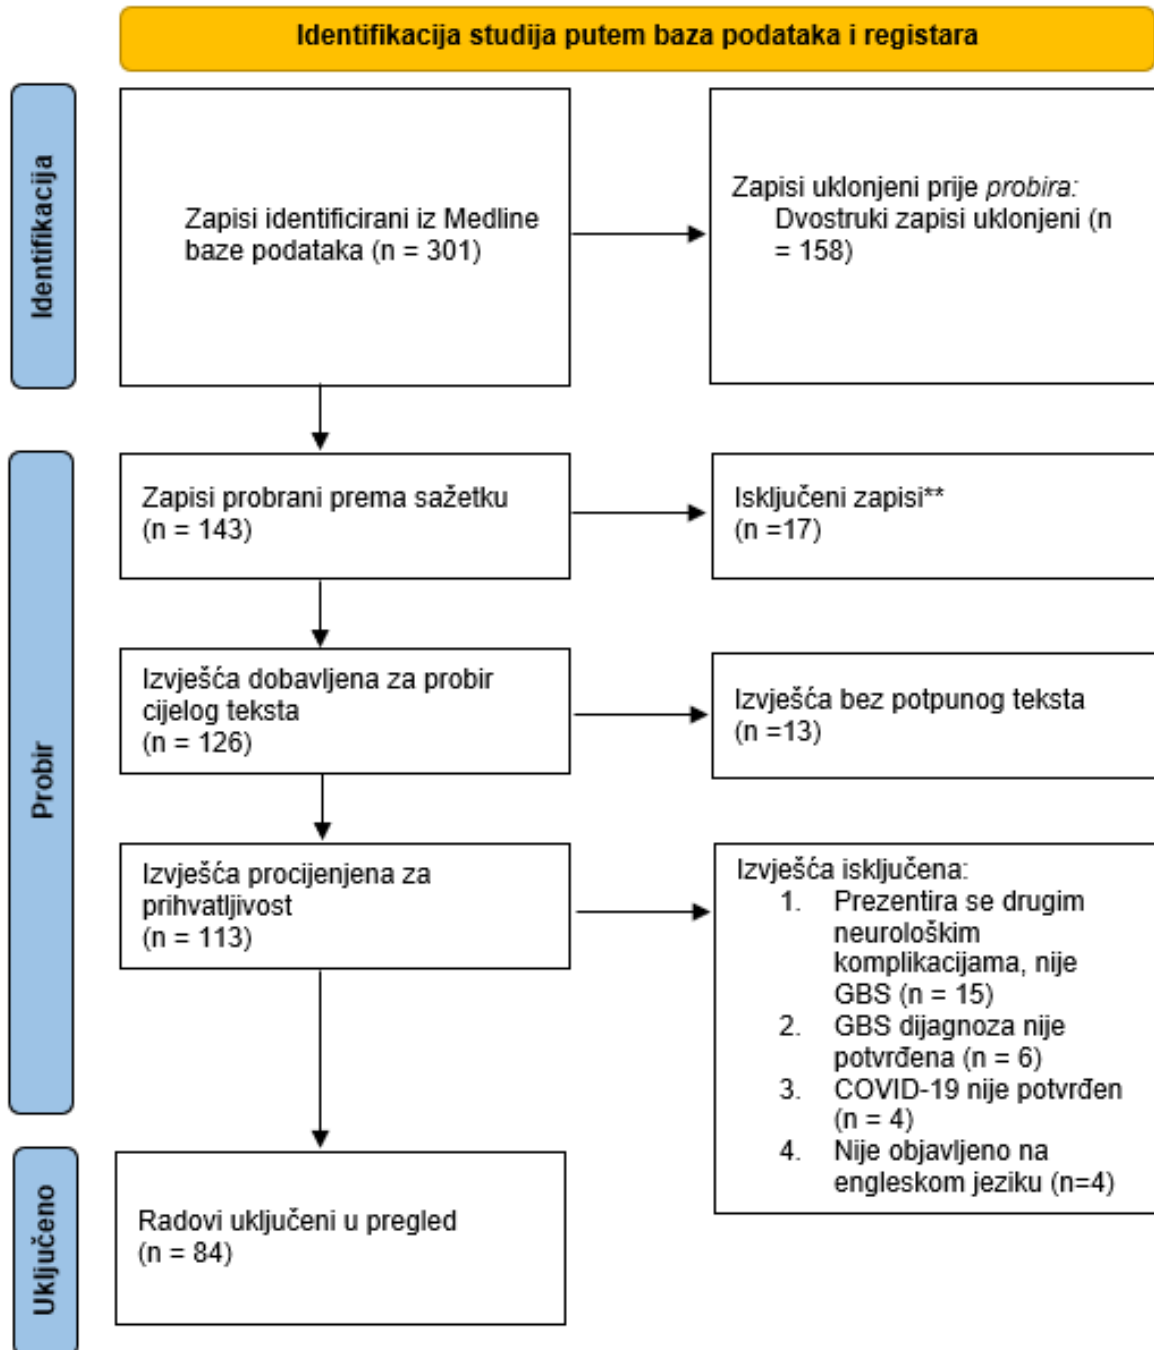 Identifikacija studija putem baza podataka i registara
Identifikacija
Zapisi identificirani iz Medline
baze podataka (n = 301)
Zapisi uklonjeni prije probira:
Dvostruki zapisi uklonjeni (n
= 158)
Probir
Zapisi probrani prema sažetku
(n = 143)
Isključeni zapisi**
(n =17)
Izvješća dobavljena za probir
cijelog teksta
(n = 126)
Izvješća bez potpunog teksta
(n =13)
Izvješća procijenjena za
prihvatljivost
(n = 113)
Izvješća isključena:
1. Prezentira se drugim
neurološkim
komplikacijama, nije
GBS (n = 15)
2. GBS dijagnoza nije
potvrđena (n = 6)
3. COVID-19 nije potvrđen
(n = 4)
4. Nije objavljeno na
engleskom jeziku (n=4)
Uključeno
Radovi uključeni u pregled
(n = 84)